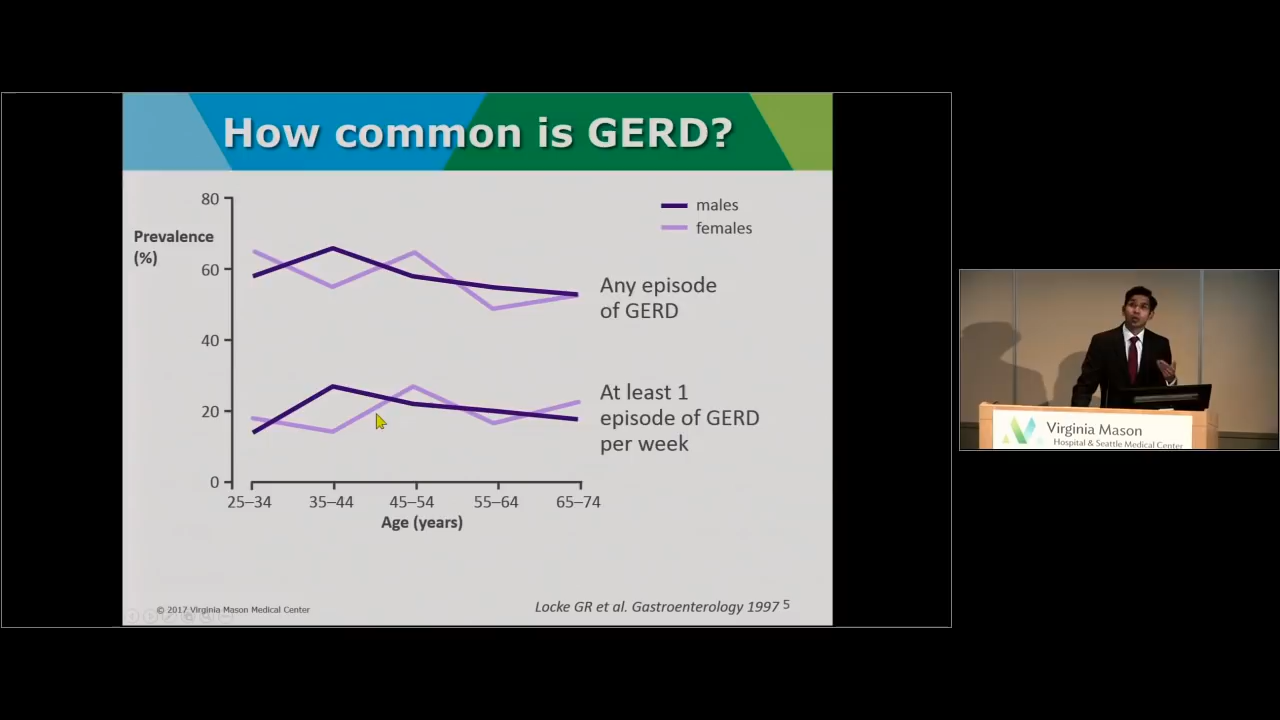 How common is GERD?
80
Prevalence
(%)
60
40
20
0
males
females
Any episode
of GERD
At least 1
episode of GERD
per week
25–34
35–44
45–54
55–64
65–74
Age (years)
© 2017 Virginia Mason Medical Center
Locke GR et al. Gastroenterology 1997
5
Virginia Mason
Hospital & Seattle Medical Center